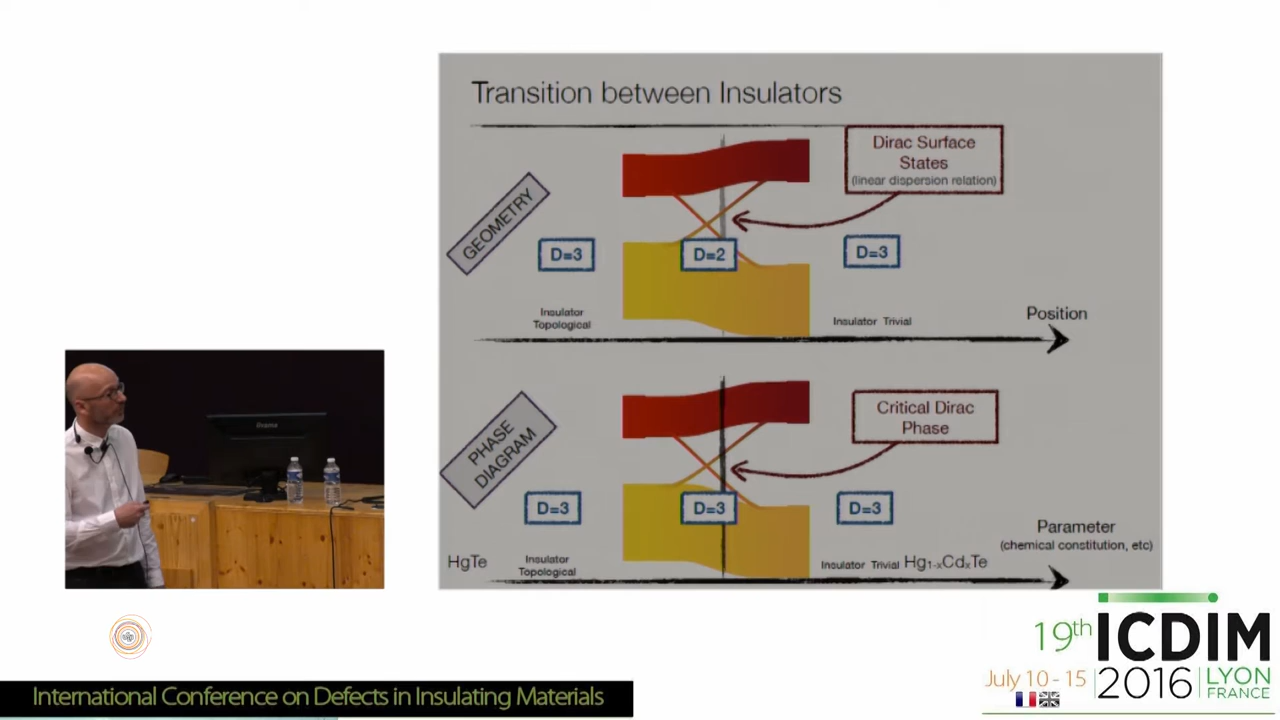 Transition between Insulators
Dirac Surface
States
(linear dispersion relation)
GEOMETRY
D=3
D=2
D=3
Insulator
Topological
Insulator Trivial
Position
PHASE
DIAGRAM
Critical Dirac
Phase
D=3
D=3
D=3
Parameter
(chemical constitution, etc)
HgTe
Insulator
Topological
Insulator Trivial Hg₁₋ₓCdₓTe
19th ICDIM
July 10 - 15 2016 LYON
FRANCE
International Conference on Defects in Insulating Materials